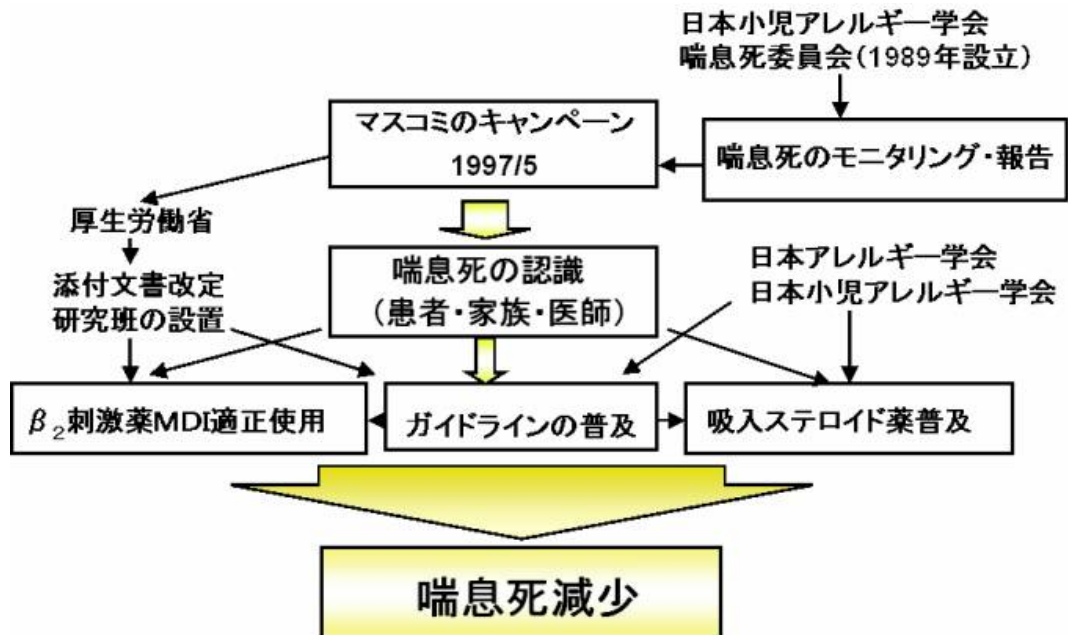 日本小児アレルギー学会
喘息死委員会(1989年設立)
マスコミのキャンペーン
1997/5
喘息死のモニタリング・報告
厚生労働省
添付文書改定
研究班の設置
喘息死の認識
(患者・家族・医師)
日本アレルギー学会
日本小児アレルギー学会
β₂刺激薬MDI適正使用
ガイドラインの普及
吸入ステロイド薬普及
喘息死減少